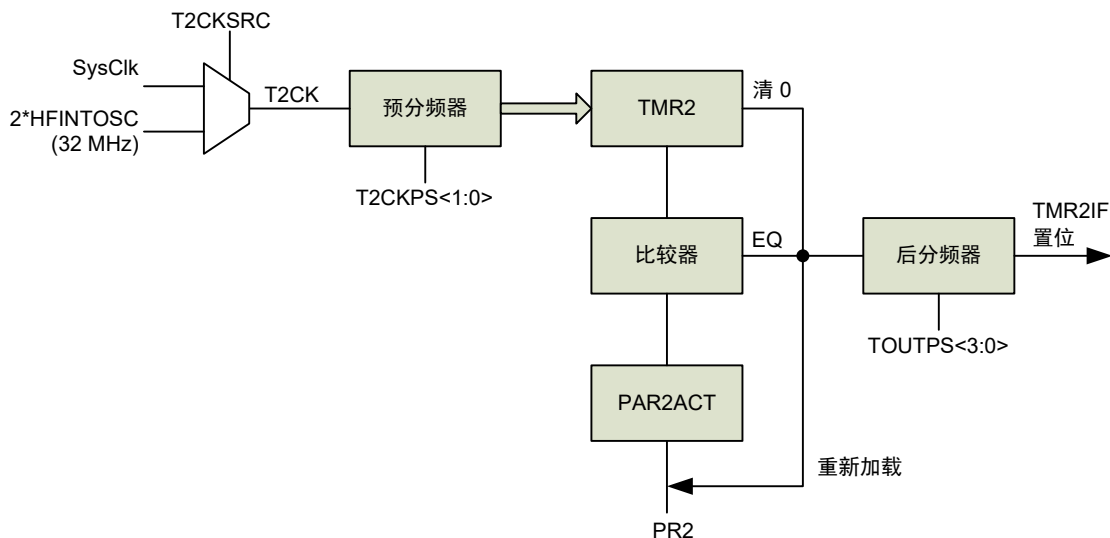 T2CKSRC
SysClk
2*HFINTOSC
(32 MHz)
T2CK
预分频器
T2CKPS<1:0>
TMR2
清 0
比较器
EQ
后分频器
TMR2IF
置位
TOUTPS<3:0>
PAR2ACT
重新加载
PR2